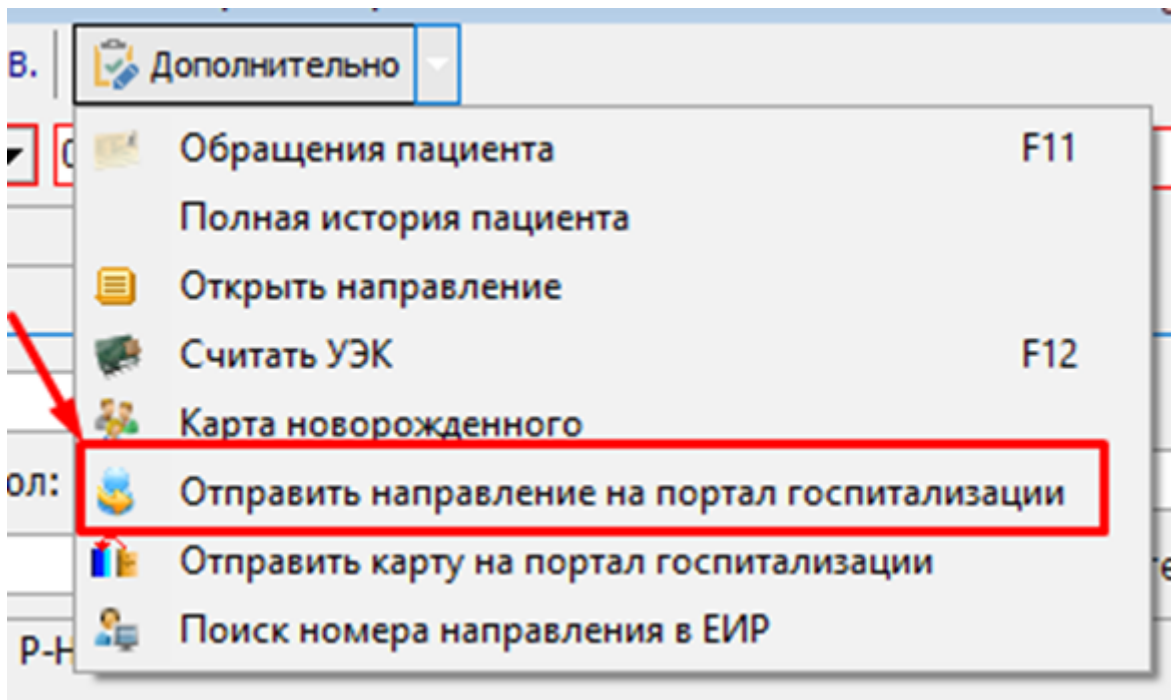 в.
Дополнительно
Обращения пациента F11
Полная история пациента
Открыть направление
Считать УЭК F12
Карта новорожденного
ол:
Отправить направление на портал госпитализации
Отправить карту на портал госпитализации
Поиск номера направления в ЕИР
Р-Н